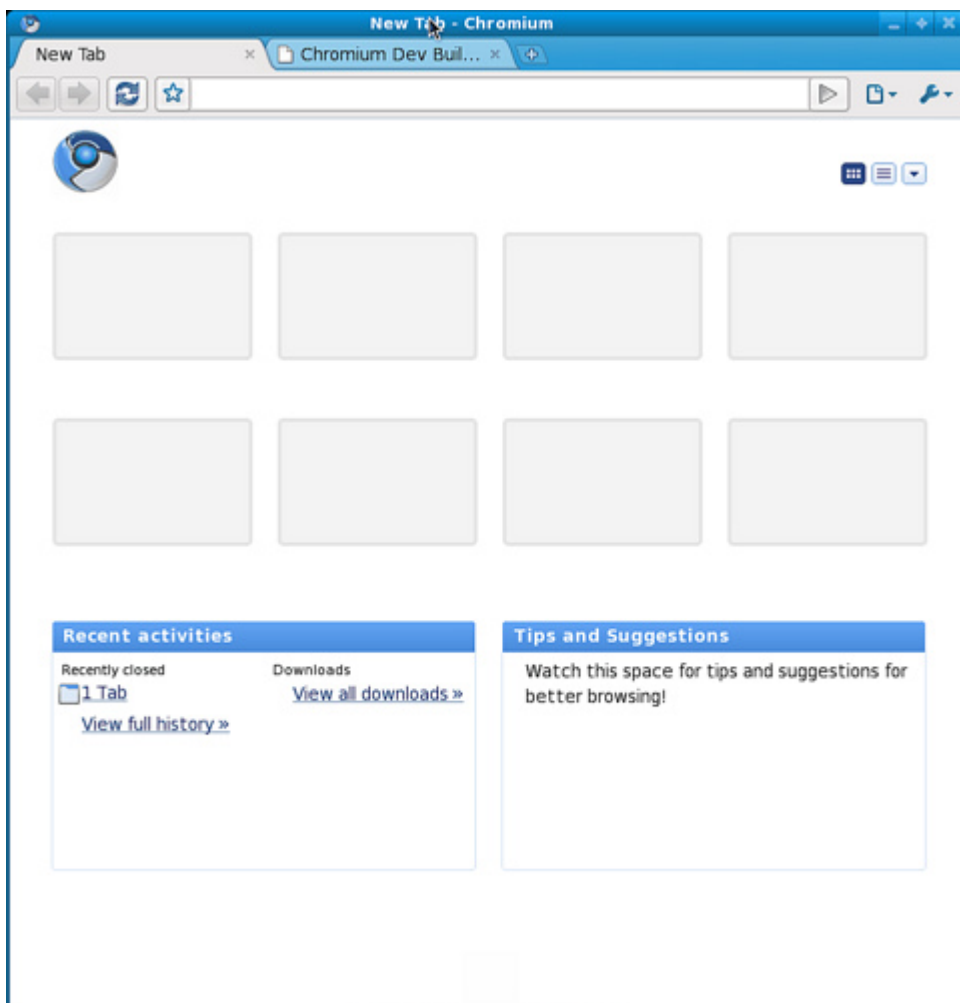 New Tab - Chromium
New Tab
Chromium Dev Buil...
Recent activities
Recently closed
Downloads
1 Tab
View all downloads »
View full history »
Tips and Suggestions
Watch this space for tips and suggestions for
better browsing!